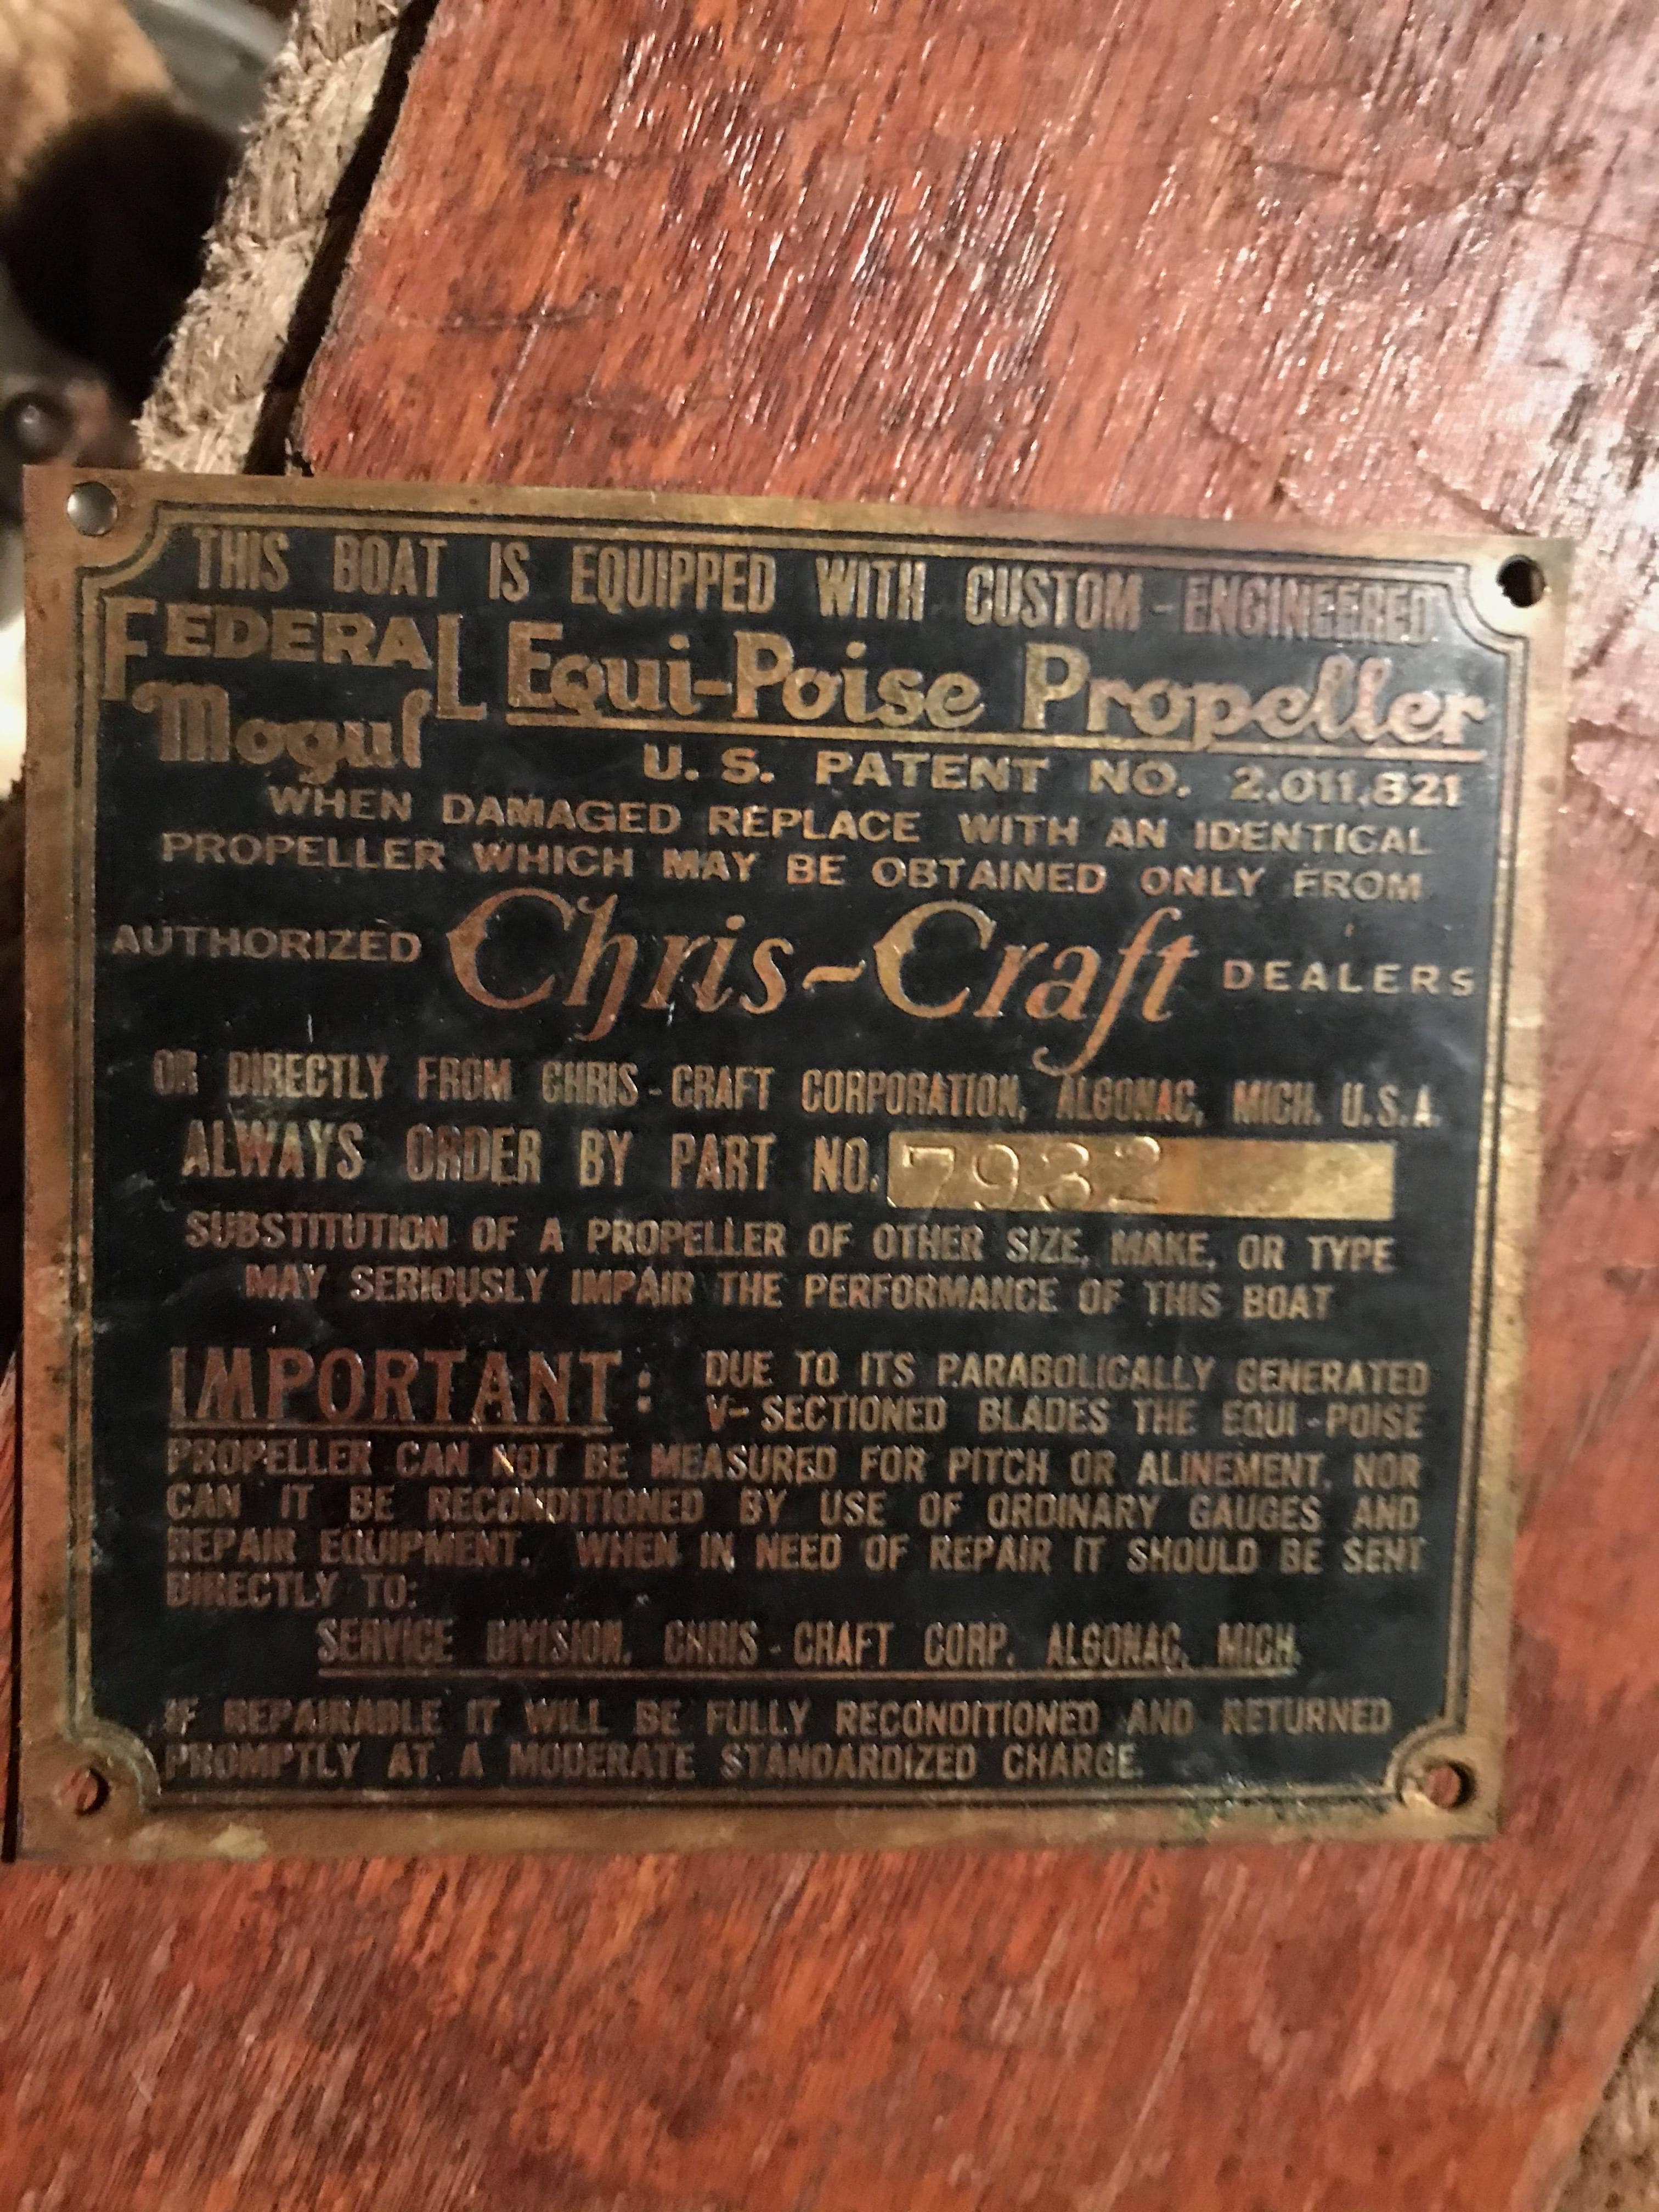 THIS BOAT IS EQUIPPED WITH CUSTOM-ENGINEERED
FEDERAL Mogul Equi-Poise Propeller
U. S. PATENT NO. 2,011,821
WHEN DAMAGED REPLACE WITH AN IDENTICAL
PROPELLER WHICH MAY BE OBTAINED ONLY FROM
AUTHORIZED Chris-Craft DEALERS
OR DIRECTLY FROM CHRIS-CRAFT CORPORATION, ALGONAC, MICH. U.S.A.
ALWAYS ORDER BY PART NO. 7932
SUBSTITUTION OF A PROPELLER OF OTHER SIZE, MAKE, OR TYPE
MAY SERIOUSLY IMPAIR THE PERFORMANCE OF THIS BOAT
IMPORTANT: DUE TO ITS PARABOLICALLY GENERATED
V-SECTIONED BLADES THE EQUI-POISE
PROPELLER CAN NOT BE MEASURED FOR PITCH OR ALINEMENT, NOR
CAN IT BE RECONDITIONED BY USE OF ORDINARY GAUGES AND
REPAIR EQUIPMENT. WHEN IN NEED OF REPAIR IT SHOULD BE SENT
DIRECTLY TO:
SERVICE DIVISION, CHRIS-CRAFT CORP. ALGONAC, MICH.
IF REPAIRABLE IT WILL BE FULLY RECONDITIONED AND RETURNED
PROMPTLY AT A MODERATE STANDARDIZED CHARGE.